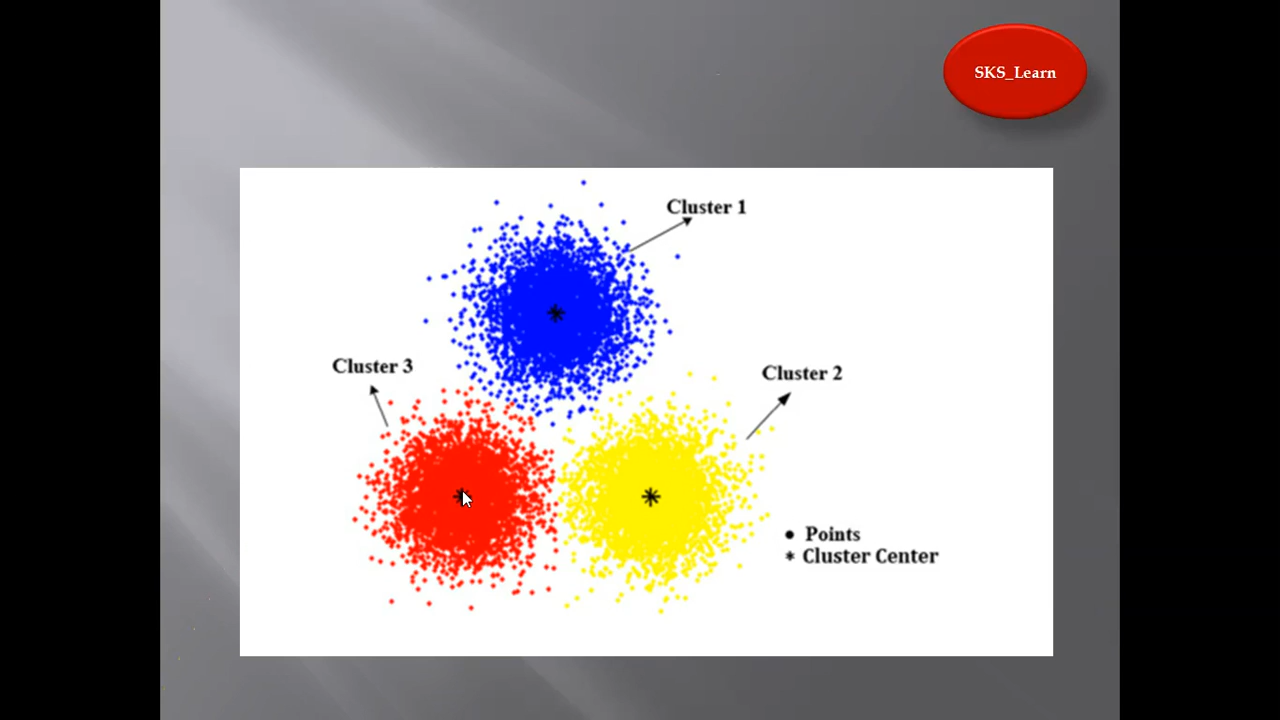 SKS_Learn
Cluster 1
Cluster 3
Cluster 2
Points
Cluster Center